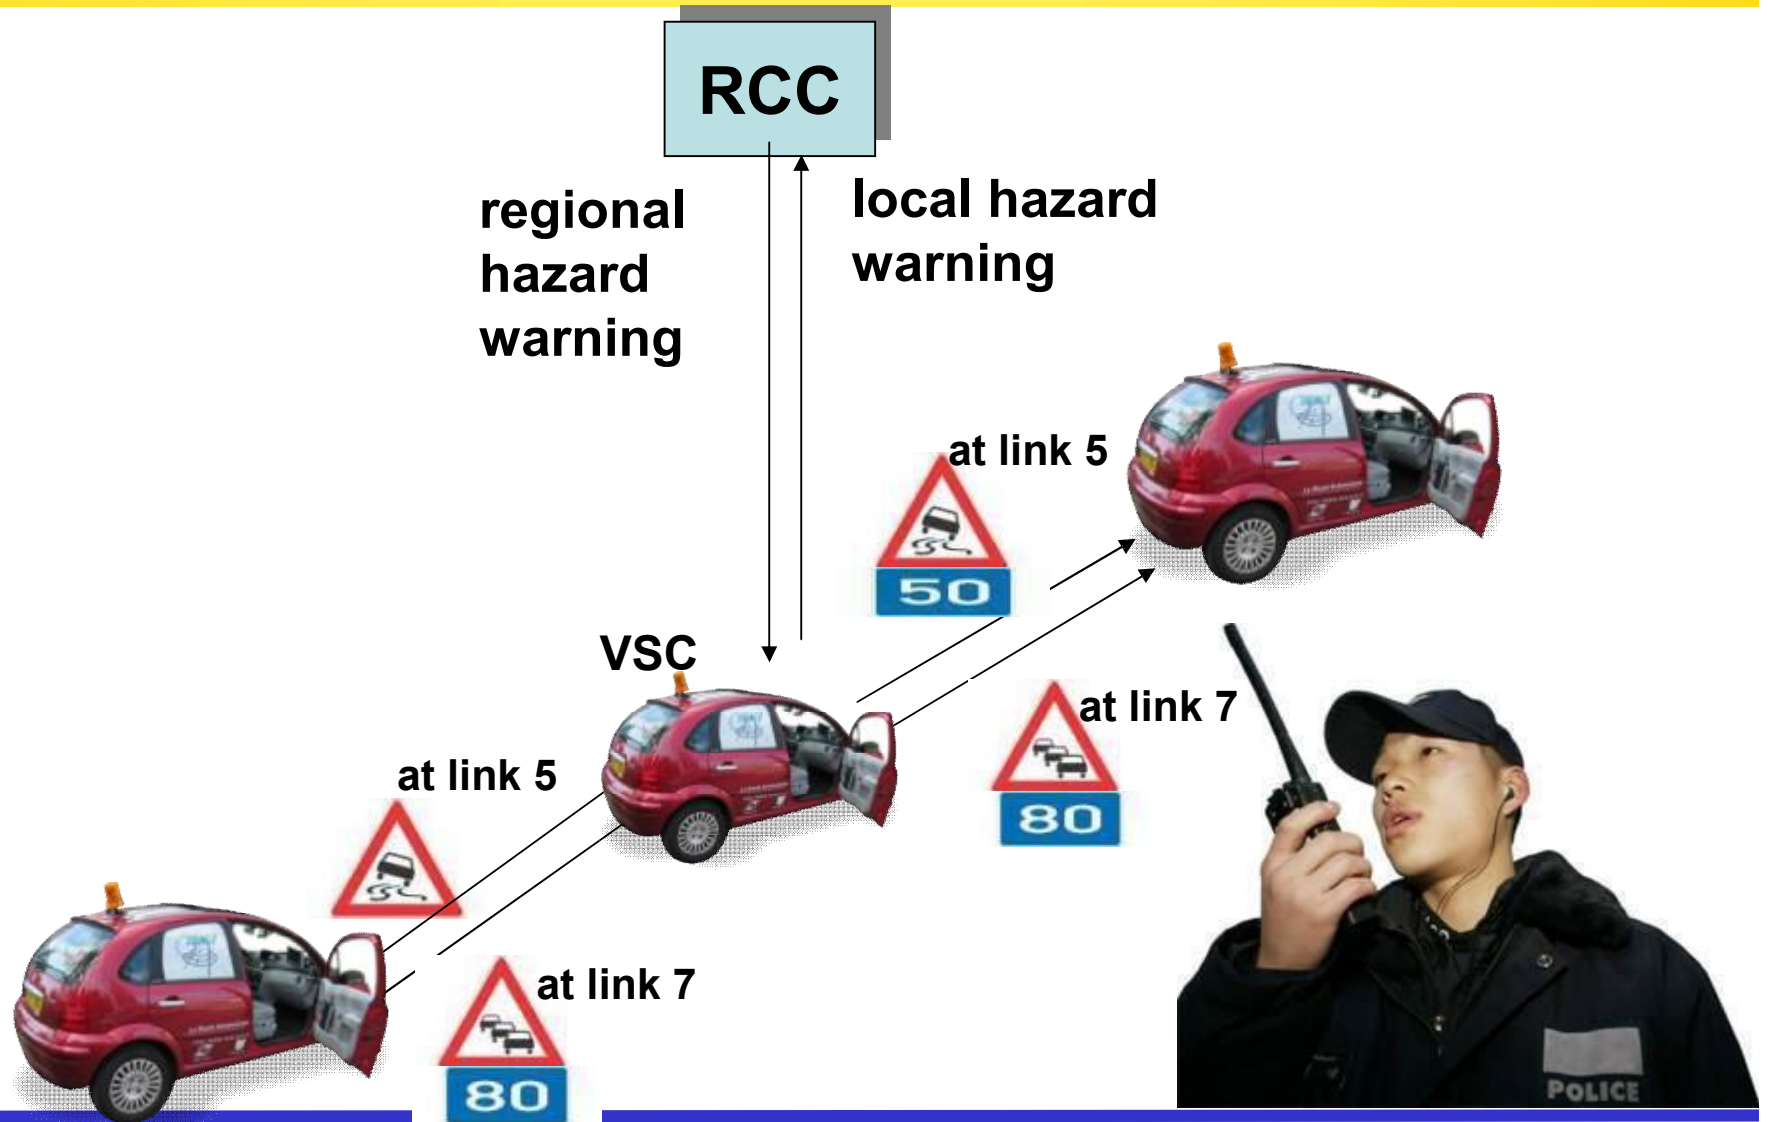 RCC
regional
hazard
warning
local hazard
warning
at link 5
50
VSC
at link 7
80
at link 5
at link 7
80
POLICE